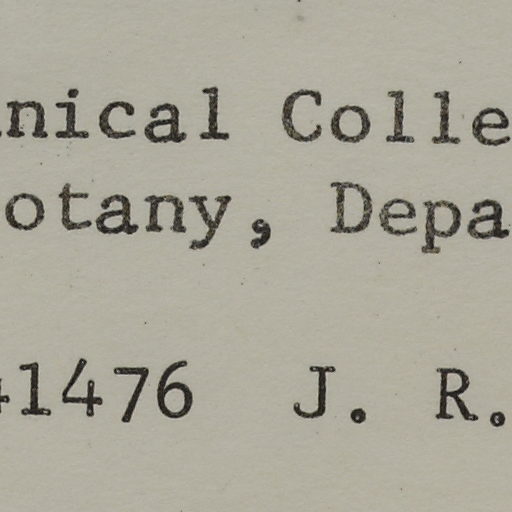 nical Colle
otany, Depa
41476 J. R.